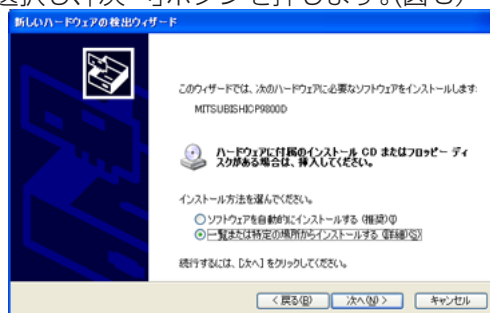 選択し、[次へ]ボタンを押します。(図
新しいハードウェアの検出ウィザード
このウィザードでは、次のハードウェアに必要なソフトウェアをインストールします:
MITSUBISHICP9800D
ハードウェアに付属のインストール CD またはフロッピー ディ
スクがある場合は、挿入してください。
インストール方法を選んでください。
ソフトウェアを自動的にインストールする (推奨)(I)
一覧または特定の場所からインストールする (詳細)(S)
続行するには、[次へ] をクリックしてください。
< 戻る(B) 次へ(N) > キャンセル